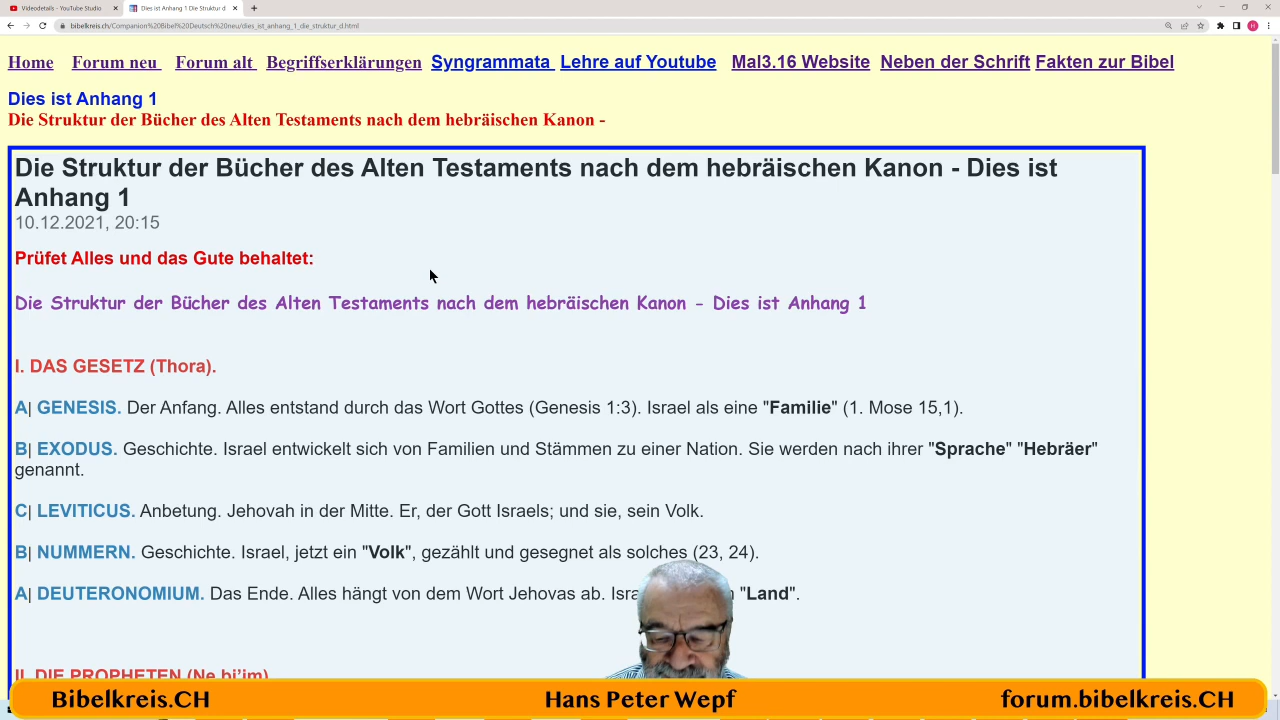 Videodetails - YouTube Studio
Dies ist Anhang 1 Die Struktur d
bibelkreis.ch/Companion%20Bibel%20Deutsch%20neu/dies_ist_anhang_1_die_struktur_d.html
Home Forum neu Forum alt Begriffserklärungen Syngrammata Lehre auf Youtube Mal3.16 Website Neben der Schrift Fakten zur Bibel
Dies ist Anhang 1
Die Struktur der Bücher des Alten Testaments nach dem hebräischen Kanon -
Die Struktur der Bücher des Alten Testaments nach dem hebräischen Kanon - Dies ist
Anhang 1
10.12.2021, 20:15
Prüfet Alles und das Gute behaltet:
Die Struktur der Bücher des Alten Testaments nach dem hebräischen Kanon - Dies ist Anhang 1
I. DAS GESETZ (Thora).
A| GENESIS. Der Anfang. Alles entstand durch das Wort Gottes (Genesis 1:3). Israel als eine "Familie" (1. Mose 15,1).
B| EXODUS. Geschichte. Israel entwickelt sich von Familien und Stämmen zu einer Nation. Sie werden nach ihrer "Sprache" "Hebräer"
genannt.
C| LEVITICUS. Anbetung. Jehovah in der Mitte. Er, der Gott Israels; und sie, sein Volk.
B| NUMMERN. Geschichte. Israel, jetzt ein "Volk", gezählt und gesegnet als solches (23, 24).
A| DEUTERONOMIUM. Das Ende. Alles hängt von dem Wort Jehovas ab. "Land".
II. DIE PROPHETEN (Ne bi'im)
Bibelkreis.CH Hans Peter Wepf forum.bibelkreis.CH